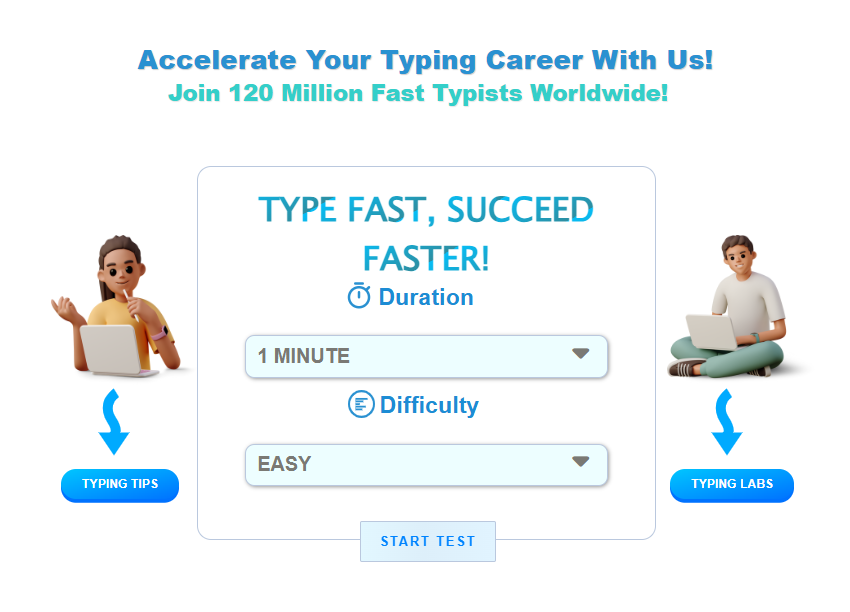 Accelerate Your Typing Career With Us!
Join 120 Million Fast Typists Worldwide!
TYPE FAST, SUCCEED
FASTER!
Duration
1 MINUTE
Difficulty
EASY
TYPING TIPS
TYPING LABS
START TEST